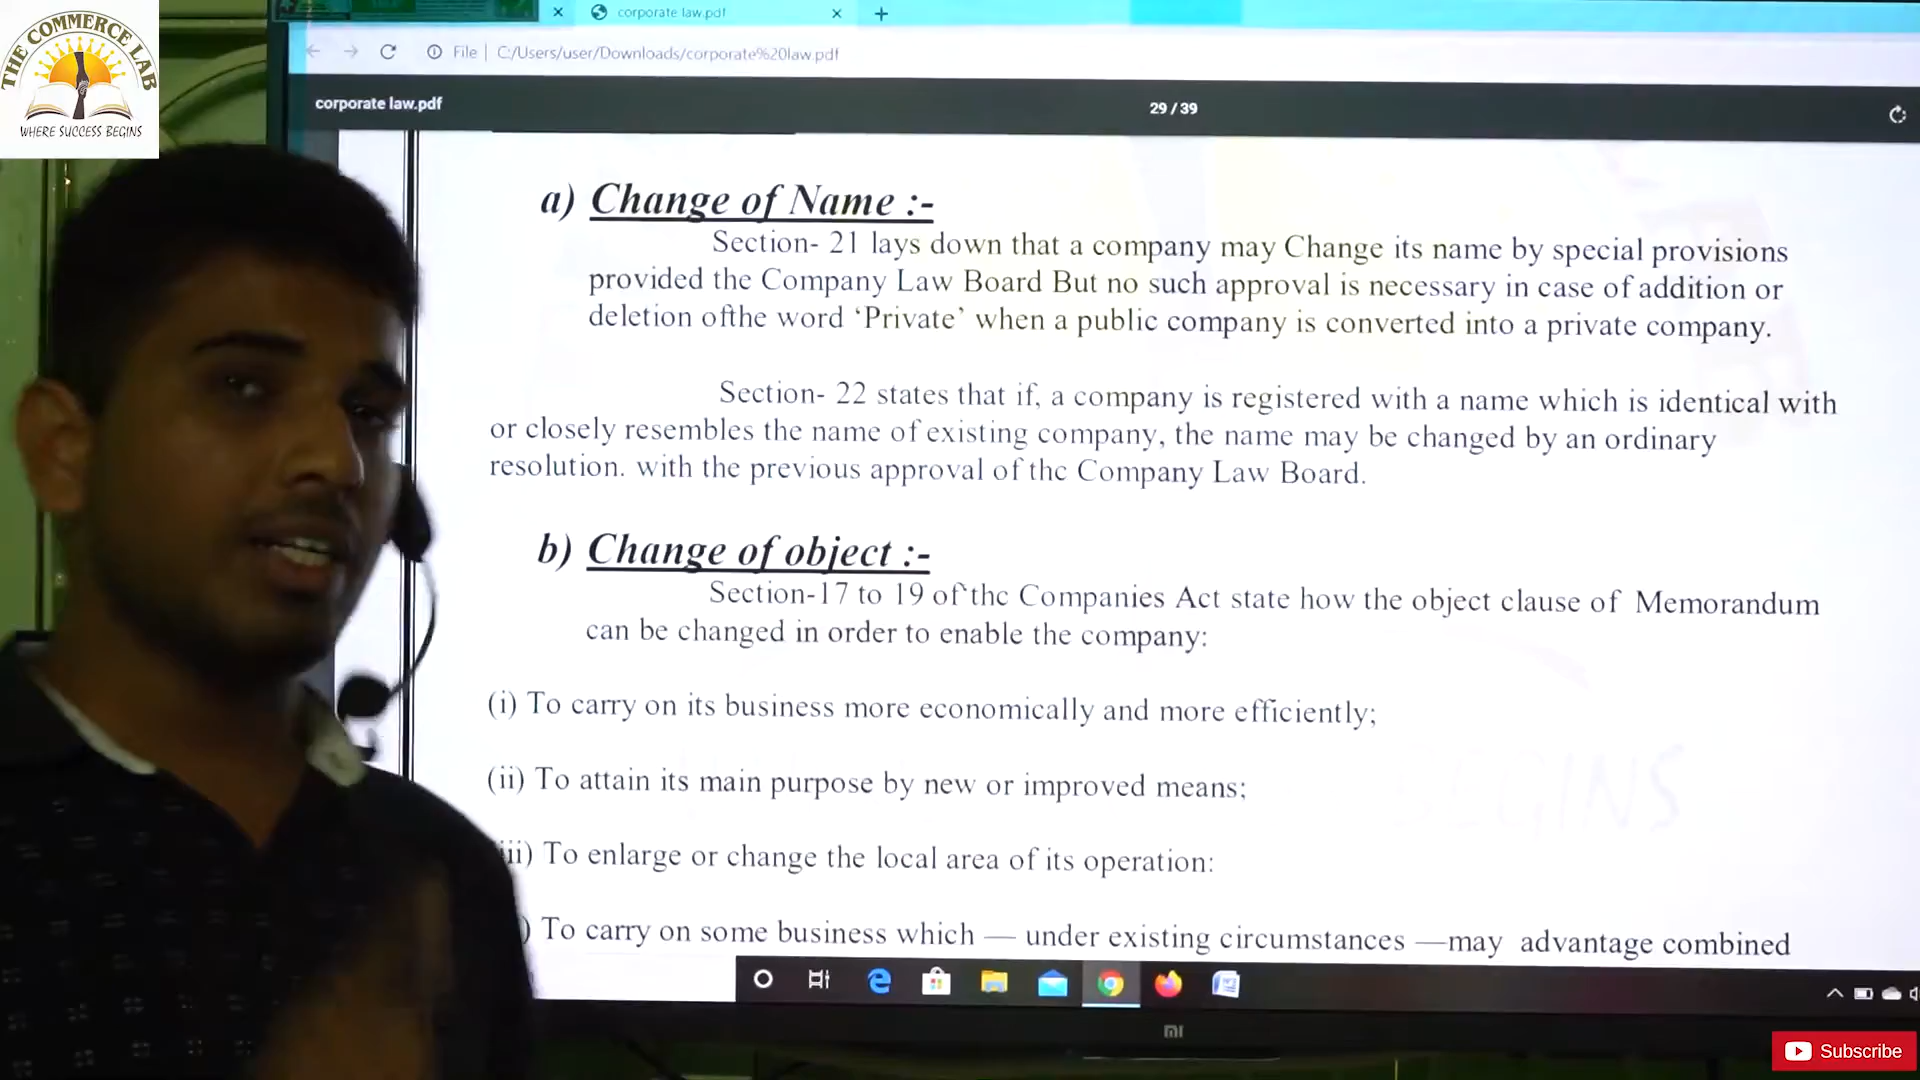 THE COMMERCE LAB
WHERE SUCCESS BEGINS
corporate law.pdf
File | C:/Users/user/Downloads/corporate%20law.pdf
corporate law.pdf
29 / 39
a) Change of Name :-
Section- 21 lays down that a company may Change its name by special provisions
provided the Company Law Board But no such approval is necessary in case of addition or
deletion ofthe word ‘Private’ when a public company is converted into a private company.
Section- 22 states that if, a company is registered with a name which is identical with
or closely resembles the name of existing company, the name may be changed by an ordinary
resolution. with the previous approval of the Company Law Board.
b) Change of object :-
Section-17 to 19 of the Companies Act state how the object clause of Memorandum
can be changed in order to enable the company:
(i) To carry on its business more economically and more efficiently;
(ii) To attain its main purpose by new or improved means;
ii) To enlarge or change the local area of its operation:
) To carry on some business which — under existing circumstances —may advantage combined
BEGINS
mi
Subscribe